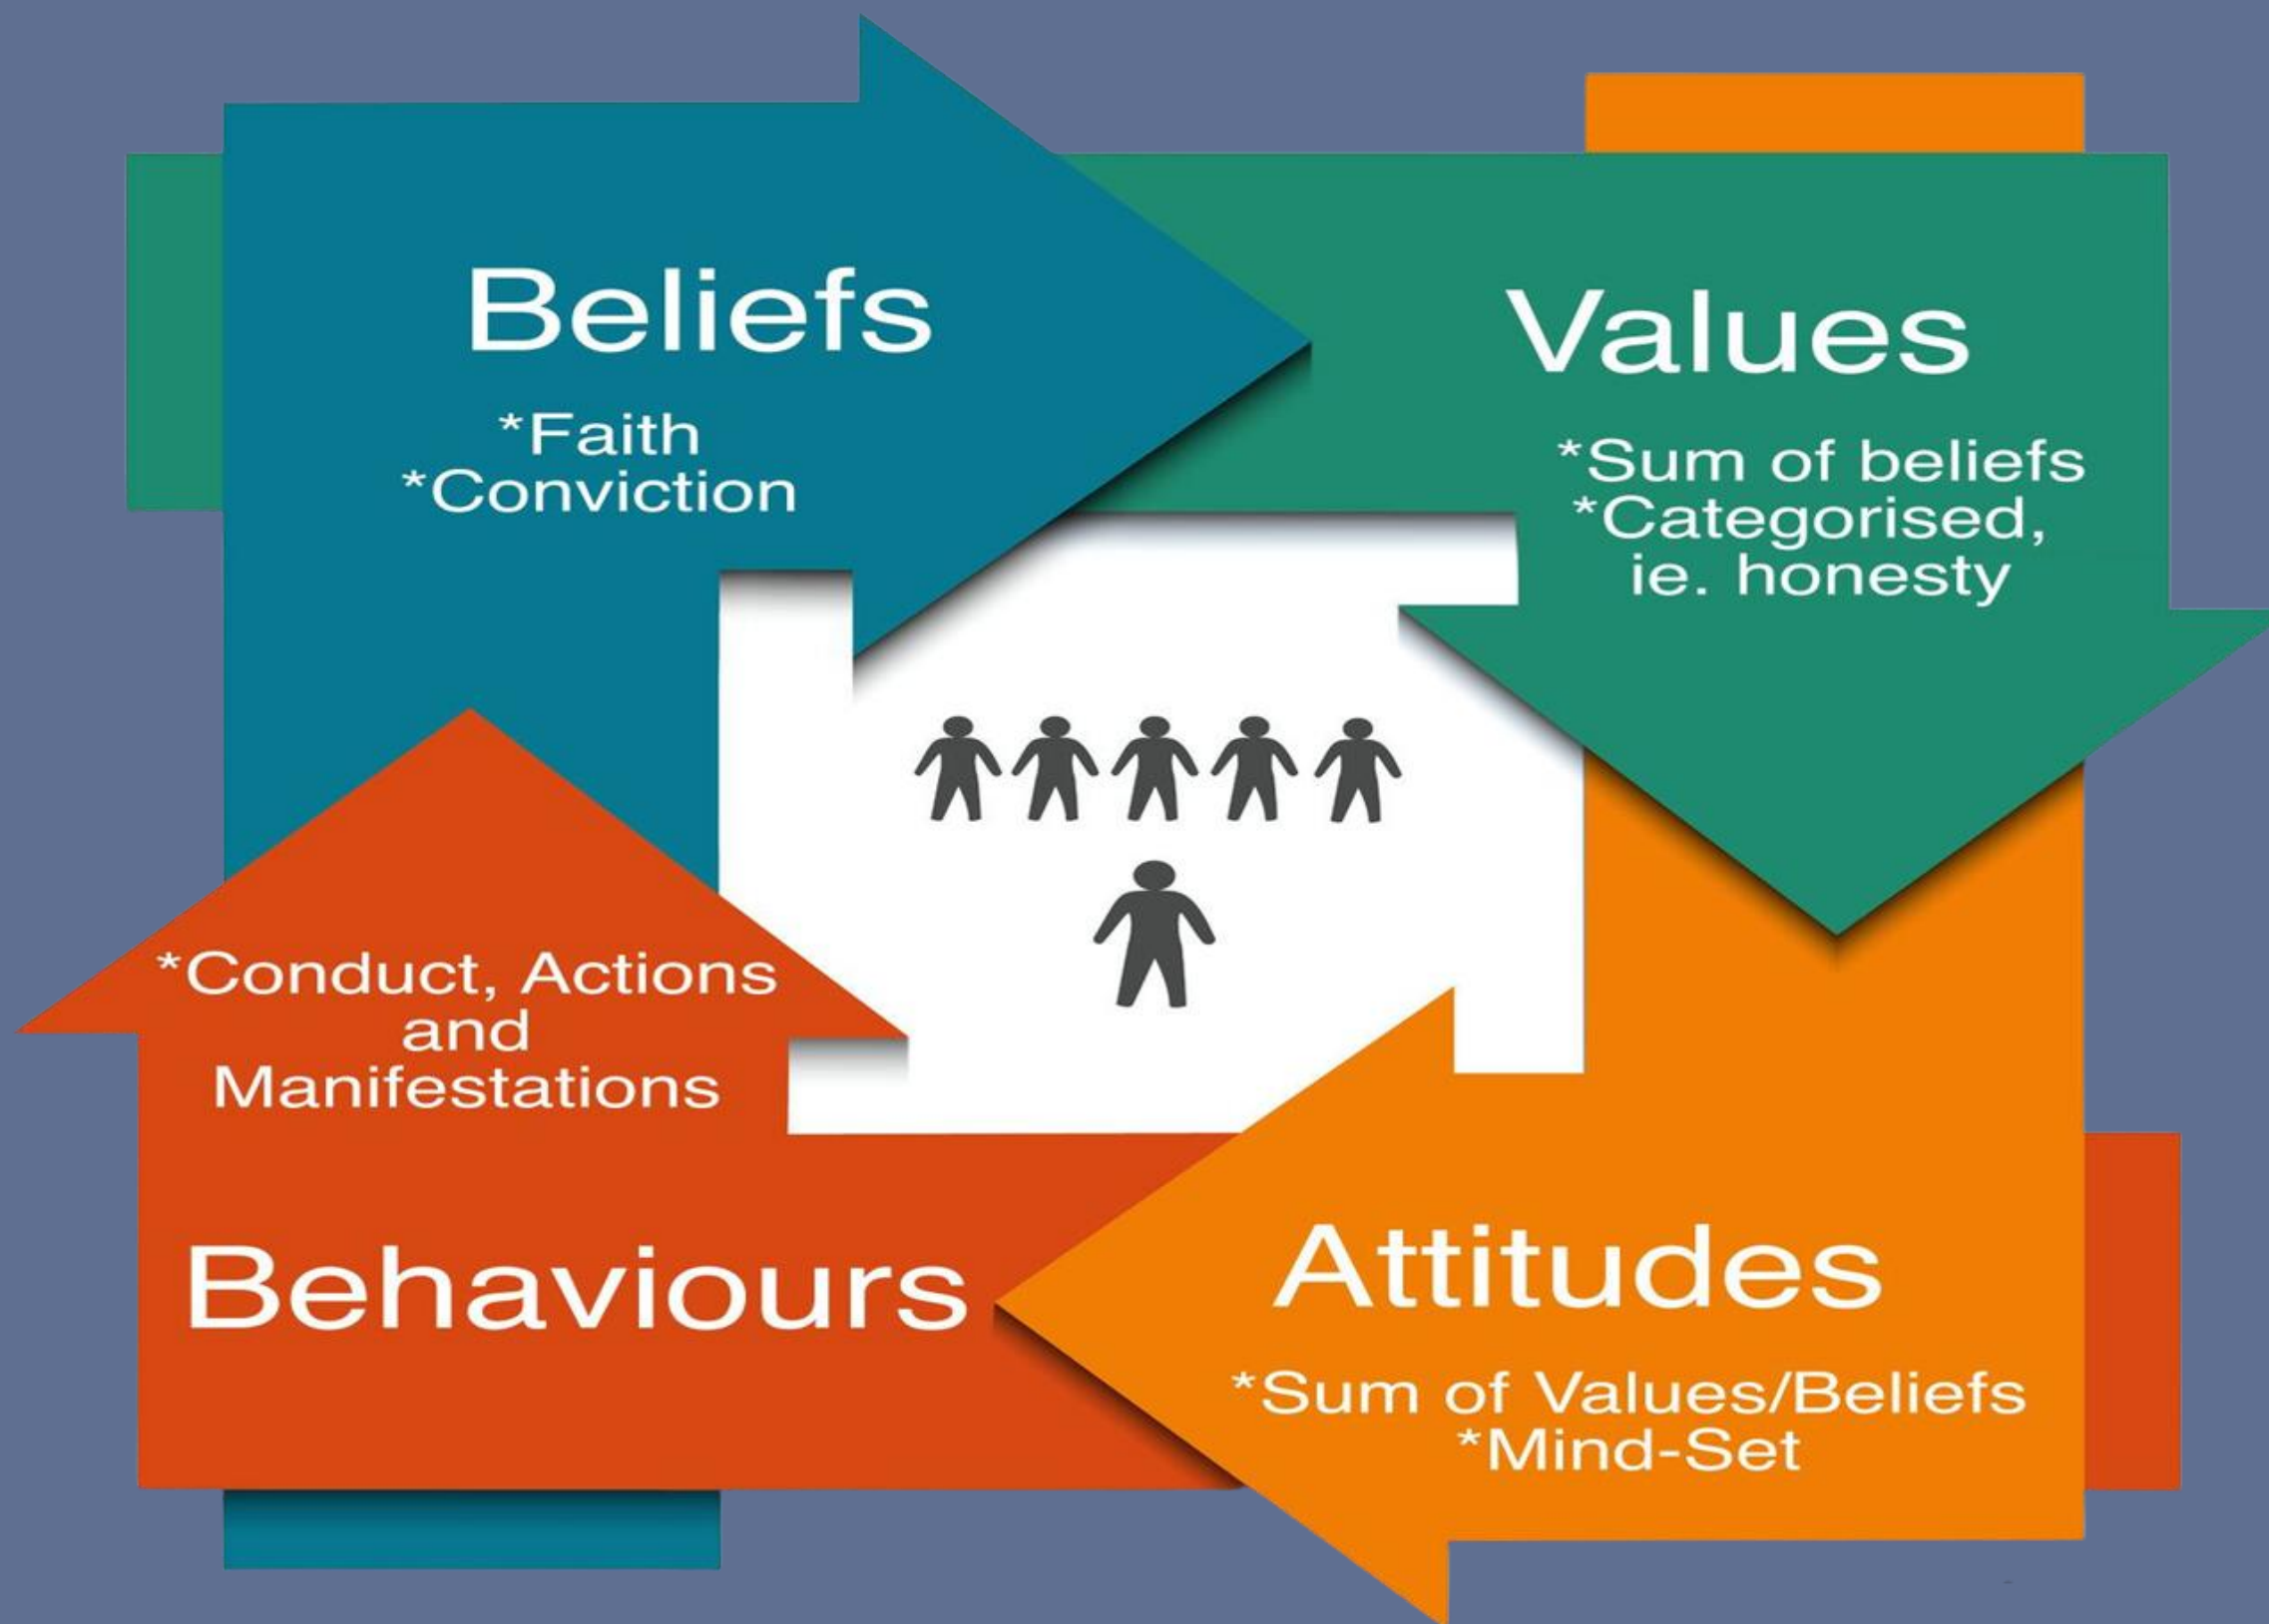 Beliefs
*Faith
*Conviction
Values
*Sum of beliefs
*Categorised,
ie. honesty
Attitudes
*Sum of Values/Beliefs
*Mind-Set
*Conduct, Actions
and
Manifestations
Behaviours